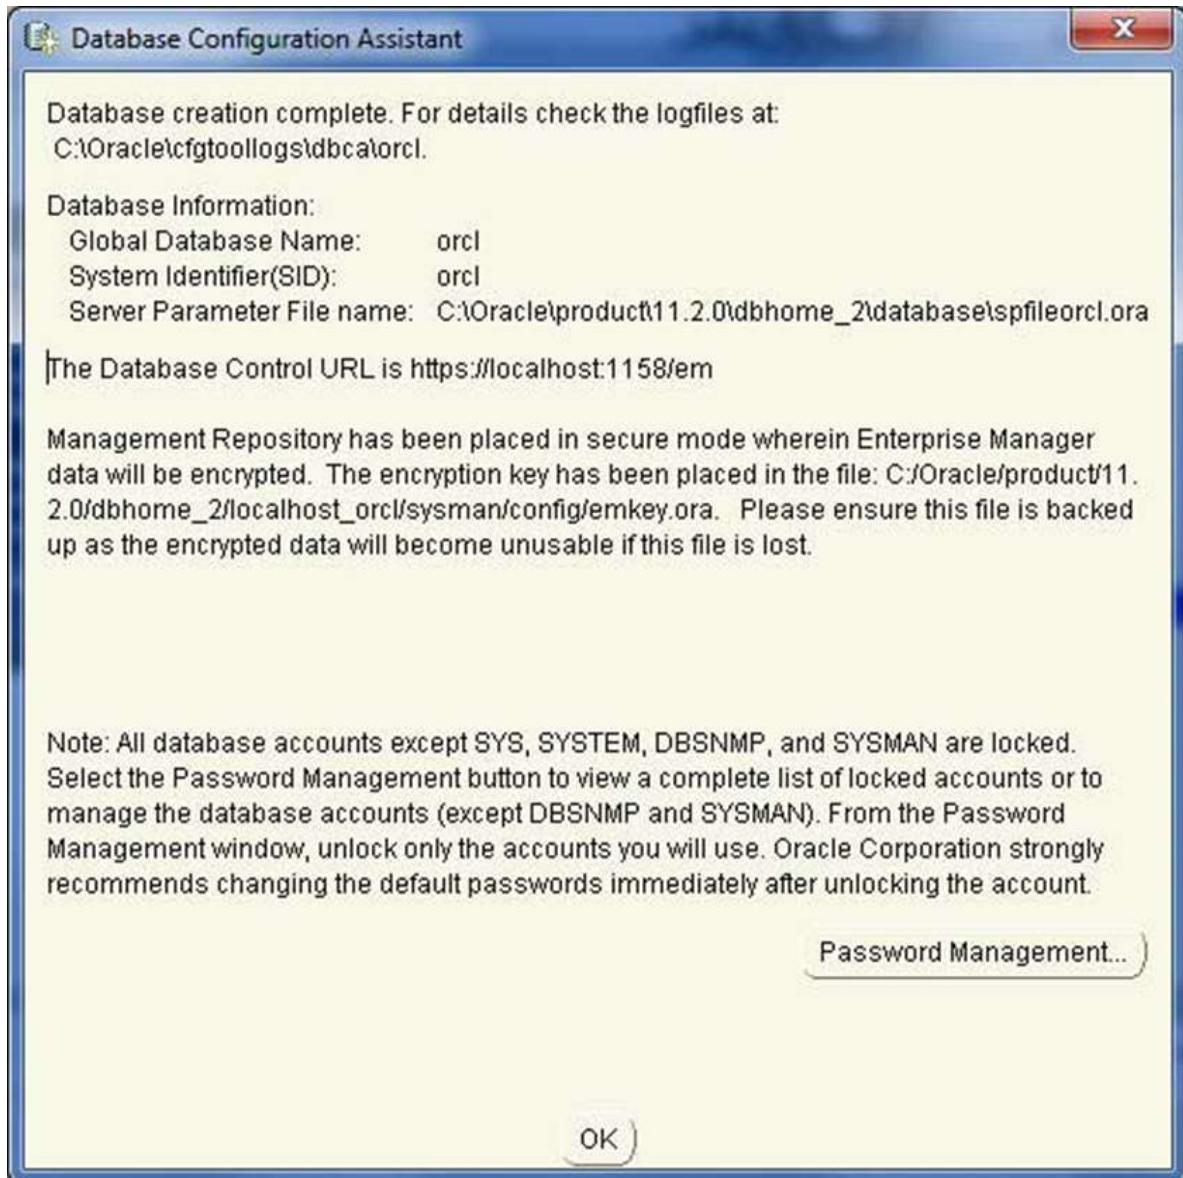 Database Configuration Assistant
Database creation complete. For details check the logfiles at:
C:\Oracle\cfgtoollogs\dbca\orcl.
Database Information:
Global Database Name: orcl
System Identifier(SID): orcl
Server Parameter File name: C:\Oracle\product\11.2.0\dbhome_2\database\spfileorcl.ora
The Database Control URL is https://localhost:1158/em
Management Repository has been placed in secure mode wherein Enterprise Manager
data will be encrypted. The encryption key has been placed in the file: C:/Oracle/product/11.
2.0/dbhome_2/localhost_orcl/sysman/config/emkey.ora. Please ensure this file is backed
up as the encrypted data will become unusable if this file is lost.
Note: All database accounts except SYS, SYSTEM, DBSNMP, and SYSMAN are locked.
Select the Password Management button to view a complete list of locked accounts or to
manage the database accounts (except DBSNMP and SYSMAN). From the Password
Management window, unlock only the accounts you will use. Oracle Corporation strongly
recommends changing the default passwords immediately after unlocking the account.
Password Management...
OK